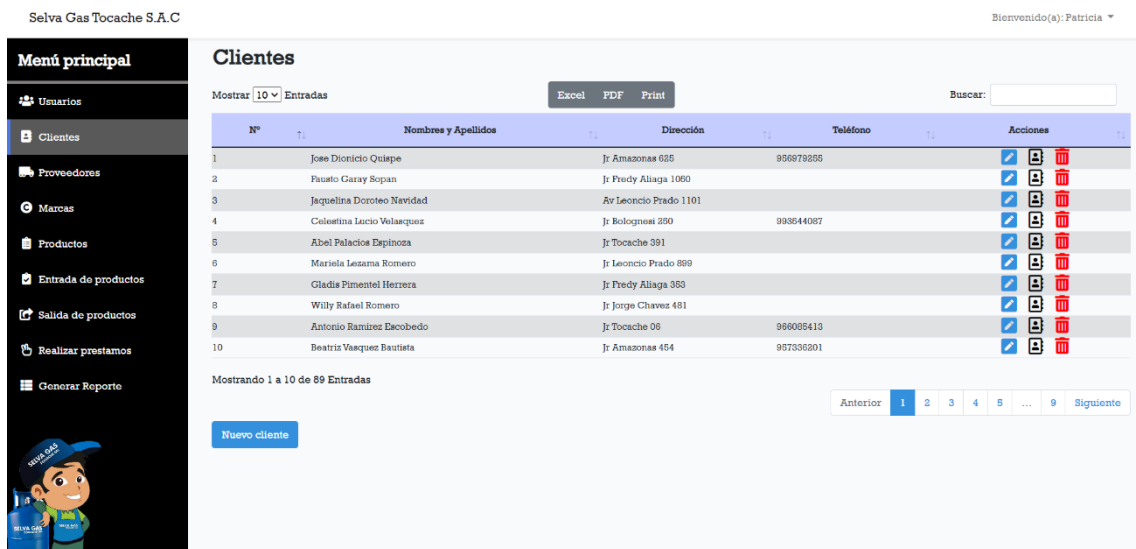 Selva Gas Tocache S.A.C
Bienvenido(a): Patricia
Menú principal
Usuarios
Clientes
Proveedores
Marcas
Productos
Entrada de productos
Salida de productos
Realizar prestamos
Generar Reporte
SELVA GAS
SELVA GAS
Clientes
Mostrar 10 Entradas
Excel PDF Print
Buscar:
Nº Nombres y Apellidos Dirección Teléfono Acciones
1 Jose Dionicio Quispe Jr Amazonas 625 956979255
2 Fausto Garay Sopan Jr Fredy Aliaga 1060
3 Jaquelina Doroteo Navidad Av Leoncio Prado 1101
4 Celestina Lucio Velasquez Jr Bolognesi 250 993544087
5 Abel Palacios Espinoza Jr Tocache 391
6 Mariela Lezama Romero Jr Leoncio Prado 899
7 Gladis Pimentel Herrera Jr Fredy Aliaga 353
8 Willy Rafael Romero Jr Jorge Chavez 481
9 Antonio Ramirez Escobedo Jr Tocache 06 966085413
10 Beatriz Vasquez Bautista Jr Amazonas 454 957336201
Mostrando 1 a 10 de 89 Entradas
Anterior 1 2 3 4 5 ... 9 Siguiente
Nuevo cliente